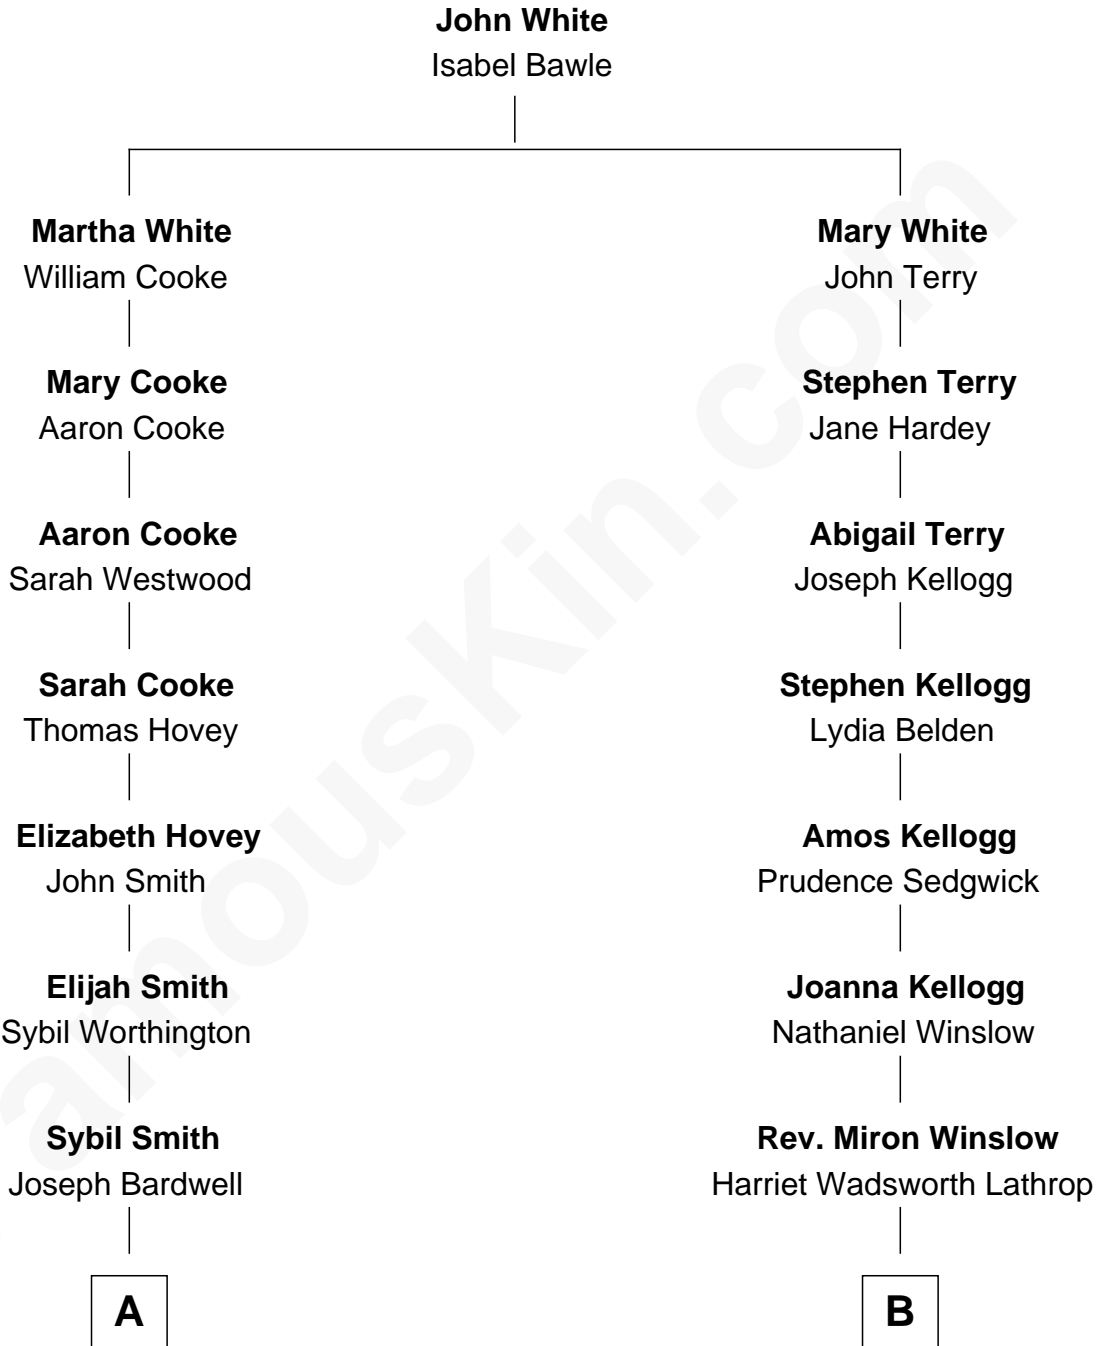 John White
Isabel Bawle
Martha White
William Cooke
Mary White
John Terry
Mary Cooke
Aaron Cooke
Stephen Terry
Jane Hardey
Aaron Cooke
Sarah Westwood
Abigail Terry
Joseph Kellogg
Sarah Cooke
Thomas Hovey
Stephen Kellogg
Lydia Belden
Elizabeth Hovey
John Smith
Amos Kellogg
Prudence Sedgwick
Elijah Smith
Sybil Worthington
Joanna Kellogg
Nathaniel Winslow
Sybil Smith
Joseph Bardwell
Rev. Miron Winslow
Harriet Wadsworth Lathrop
A
B
amousKin.com